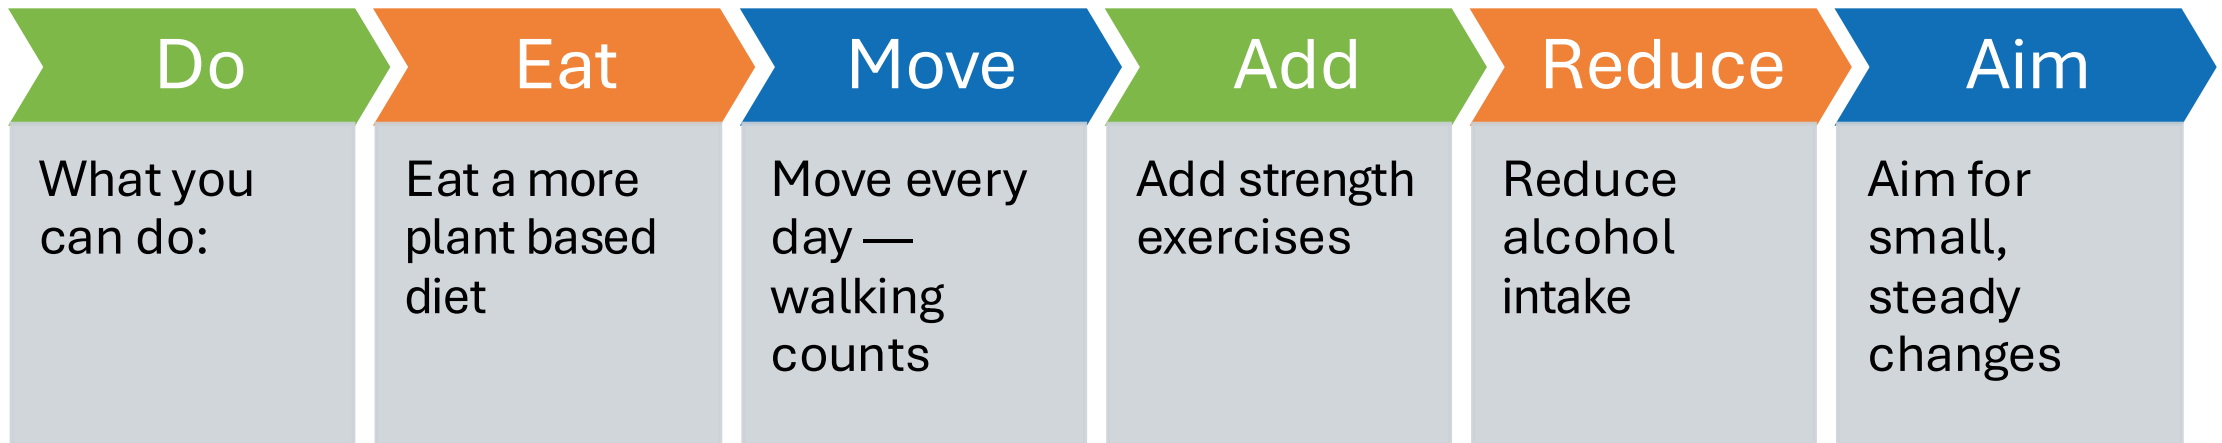 Do
What you
can do:
Eat
Eat a more
plant based
diet
Move
Move every
day —
walking
counts
Add
Add strength
exercises
Reduce
Reduce
alcohol
intake
Aim
Aim for
small,
steady
changes